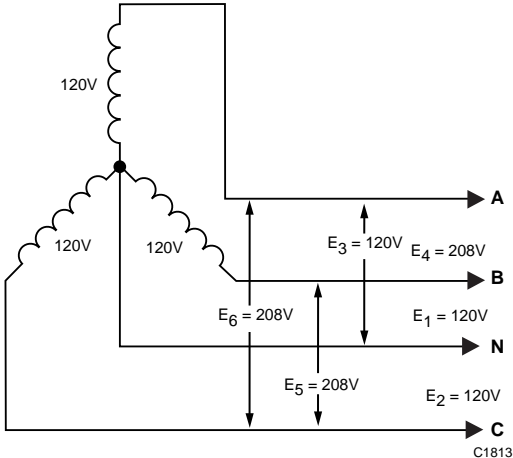 120V
120V
120V
A
E3 = 120V
E4 = 208V
B
E6 = 208V
E1 = 120V
N
E5 = 208V
E2 = 120V
C
C1813